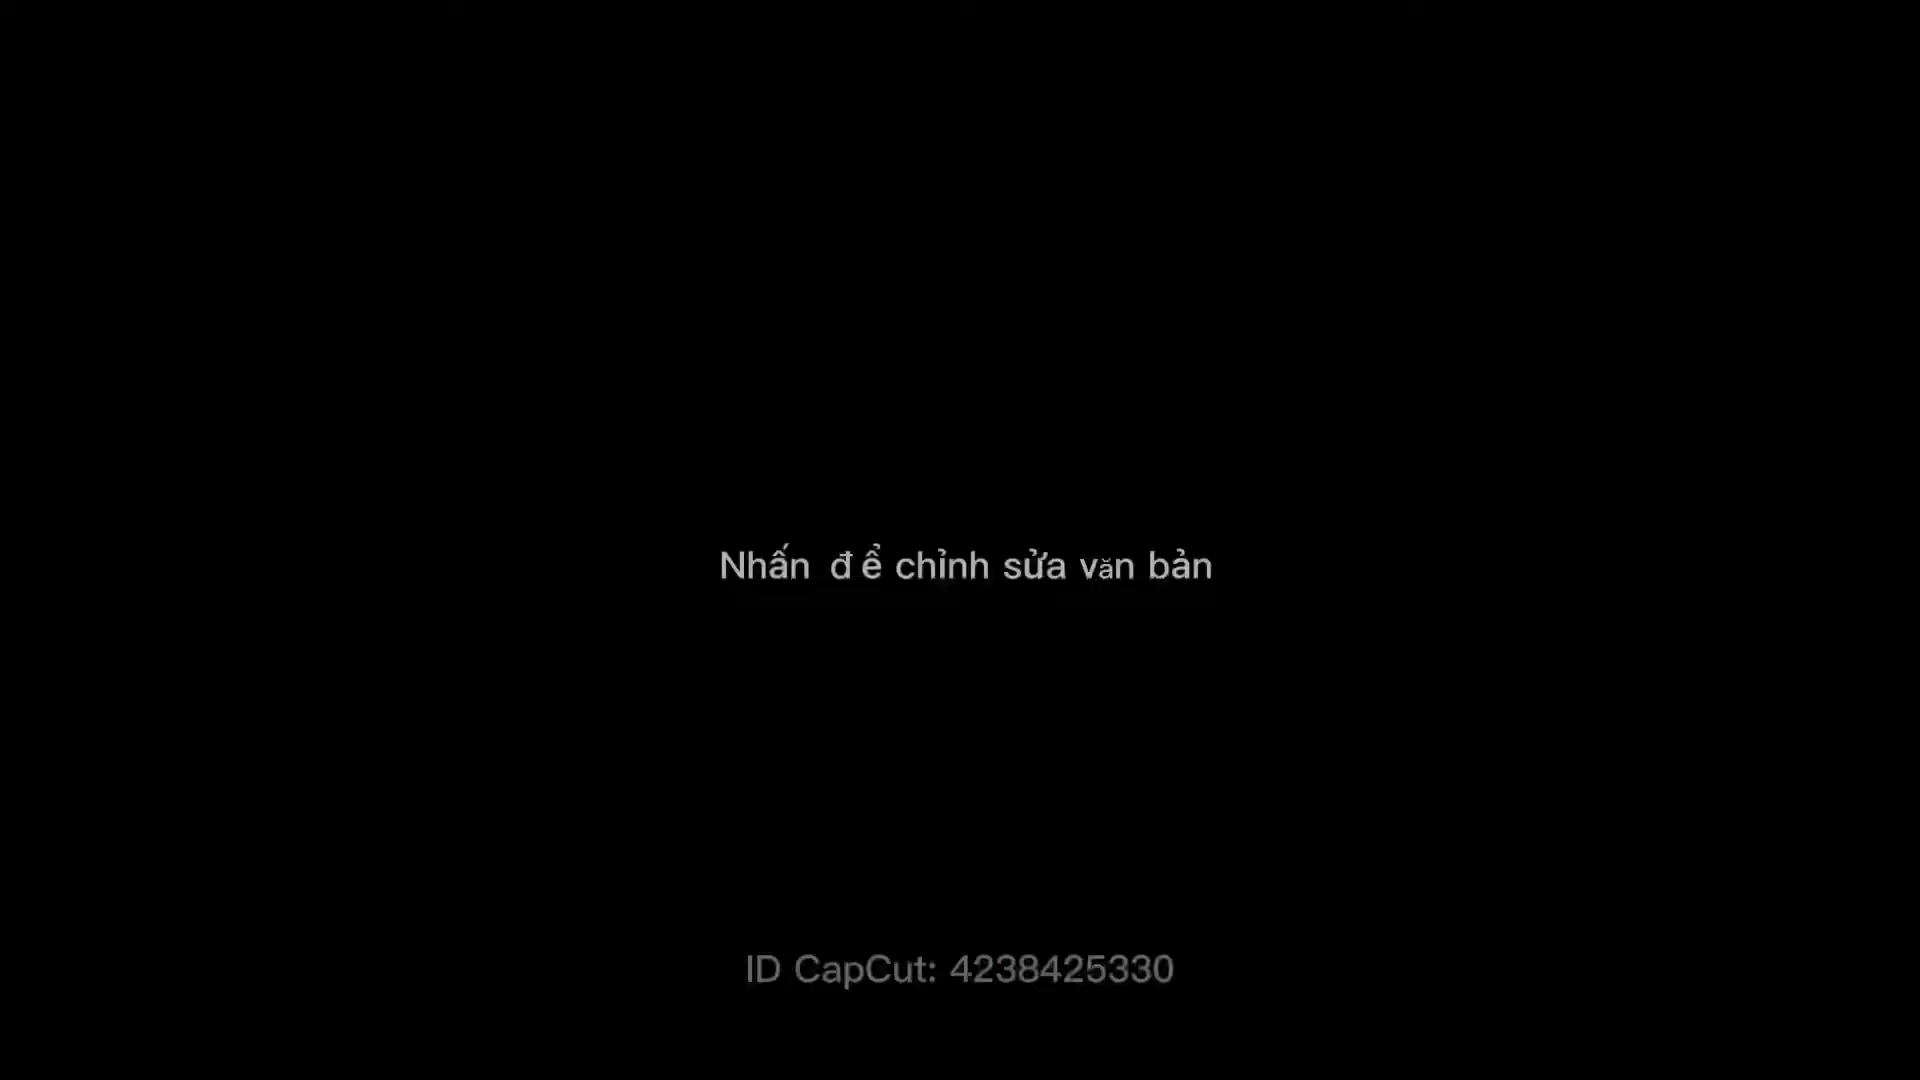 Nhấn để chỉnh sửa văn bản
ID CapCut: 4238425330